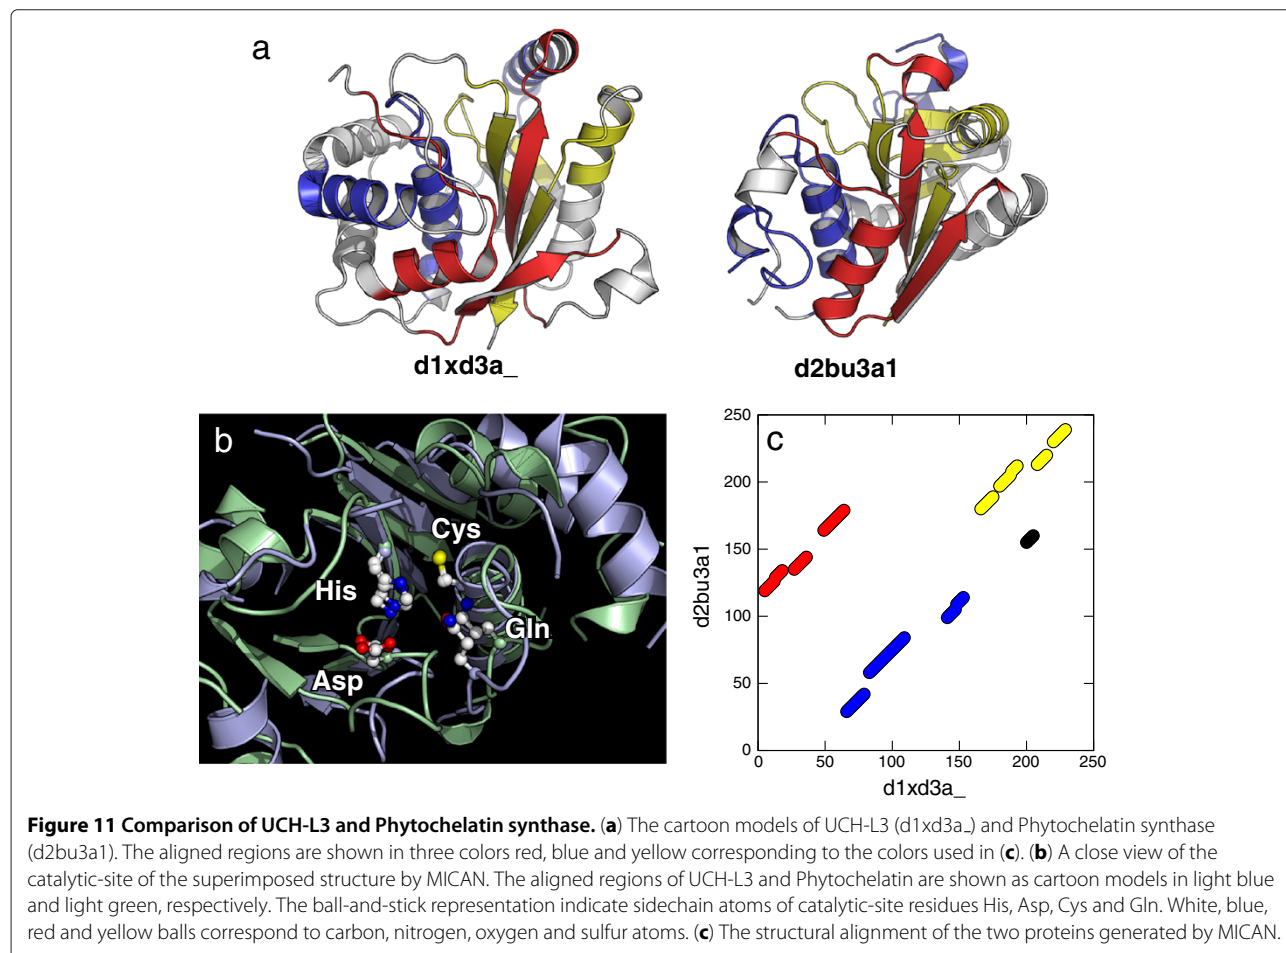 a
d1xd3a_
d2bu3a1
b
Cys
His
Gln
Asp
c
250
200
150
100
50
0
d2bu3a1
0
50
100
150
200
250
d1xd3a_
Figure 11 Comparison of UCH-L3 and Phytochelatin synthase. (a) The cartoon models of UCH-L3 (d1xd3a_) and Phytochelatin synthase
(d2bu3a1). The aligned regions are shown in three colors red, blue and yellow corresponding to the colors used in (c). (b) A close view of the
catalytic-site of the superimposed structure by MICAN. The aligned regions of UCH-L3 and Phytochelatin are shown as cartoon models in light blue
and light green, respectively. The ball-and-stick representation indicate sidechain atoms of catalytic-site residues His, Asp, Cys and Gln. White, blue,
red and yellow balls correspond to carbon, nitrogen, oxygen and sulfur atoms. (c) The structural alignment of the two proteins generated by MICAN.